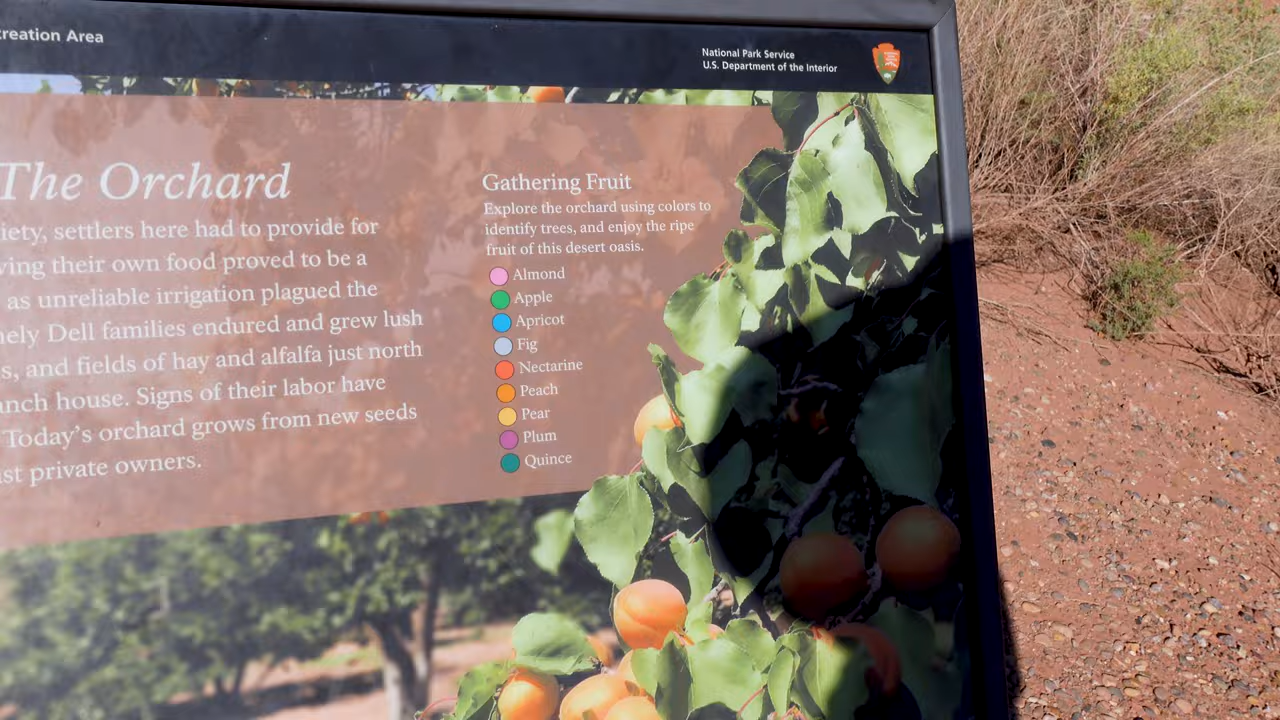 creation Area
National Park Service
U.S. Department of the Interior
The Orchard
iety, settlers here had to provide for
ving their own food proved to be a
as unreliable irrigation plagued the
nely Dell families endured and grew lush
s, and fields of hay and alfalfa just north
anch house. Signs of their labor have
Today's orchard grows from new seeds
st private owners.
Gathering Fruit
Explore the orchard using colors to
identify trees, and enjoy the ripe
fruit of this desert oasis.
Almond
Apple
Apricot
Fig
Nectarine
Peach
Pear
Plum
Quince